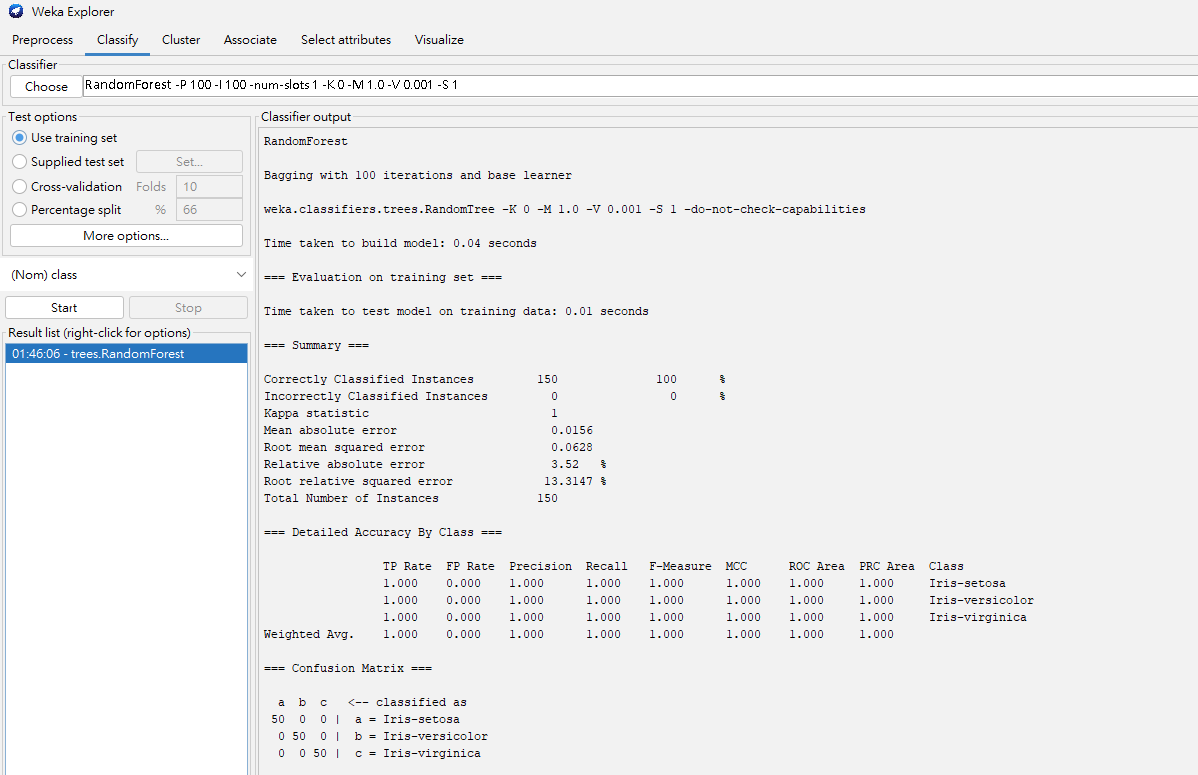 Weka Explorer
Preprocess Classify Cluster Associate Select attributes Visualize
Classifier
Choose RandomForest -P 100 -I 100 -num-slots 1 -K 0 -M 1.0 -V 0.001 -S 1
Test options
Use training set
Supplied test set Set...
Cross-validation Folds 10
Percentage split % 66
More options...
(Nom) class
Start Stop
Result list (right-click for options)
01:46:06 - trees.RandomForest
Classifier output
RandomForest
Bagging with 100 iterations and base learner
weka.classifiers.trees.RandomTree -K 0 -M 1.0 -V 0.001 -S 1 -do-not-check-capabilities
Time taken to build model: 0.04 seconds
=== Evaluation on training set ===
Time taken to test model on training data: 0.01 seconds
=== Summary ===
Correctly Classified Instances 150 100 %
Incorrectly Classified Instances 0 0 %
Kappa statistic 1
Mean absolute error 0.0156
Root mean squared error 0.0628
Relative absolute error 3.52 %
Root relative squared error 13.3147 %
Total Number of Instances 150
=== Detailed Accuracy By Class ===
TP Rate FP Rate Precision Recall F-Measure MCC ROC Area PRC Area Class
1.000 0.000 1.000 1.000 1.000 1.000 1.000 1.000 Iris-setosa
1.000 0.000 1.000 1.000 1.000 1.000 1.000 1.000 Iris-versicolor
1.000 0.000 1.000 1.000 1.000 1.000 1.000 1.000 Iris-virginica
Weighted Avg. 1.000 0.000 1.000 1.000 1.000 1.000 1.000 1.000
=== Confusion Matrix ===
a b c <-- classified as
50 0 0 | a = Iris-setosa
0 50 0 | b = Iris-versicolor
0 0 50 | c = Iris-virginica